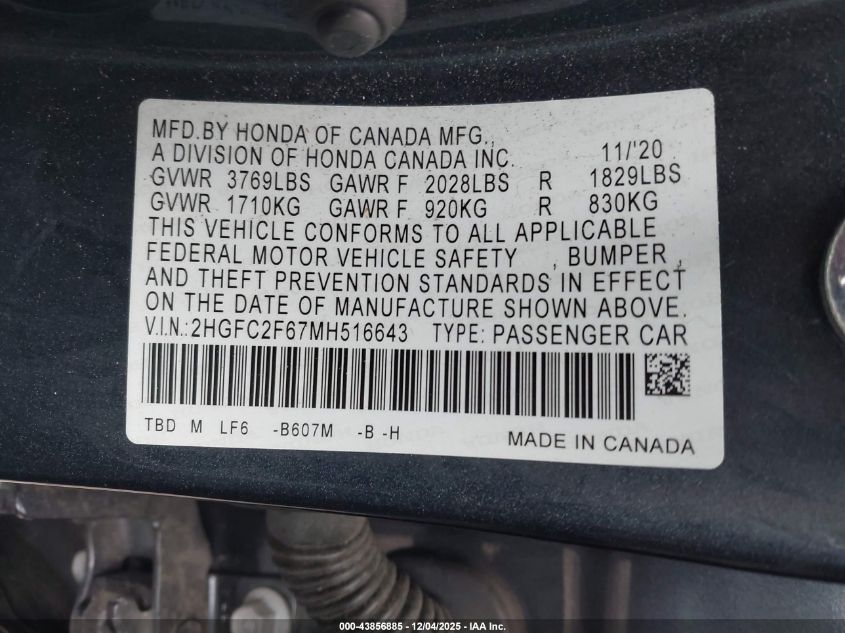 MFD.BY HONDA OF CANADA MFG.,
A DIVISION OF HONDA CANADA INC. 11/'20
GVWR 3769LBS GAWR F 2028LBS R 1829LBS
GVWR 1710KG GAWR F 920KG R 830KG
THIS VEHICLE CONFORMS TO ALL APPLICABLE
FEDERAL MOTOR VEHICLE SAFETY , BUMPER ,
AND THEFT PREVENTION STANDARDS IN EFFECT
ON THE DATE OF MANUFACTURE SHOWN ABOVE.
V.I.N.:2HGFC2F67MH516643 TYPE: PASSENGER CAR
TBD M LF6 -B607M -B -H MADE IN CANADA
000-43856885 - 12/04/2025 - IAA Inc.